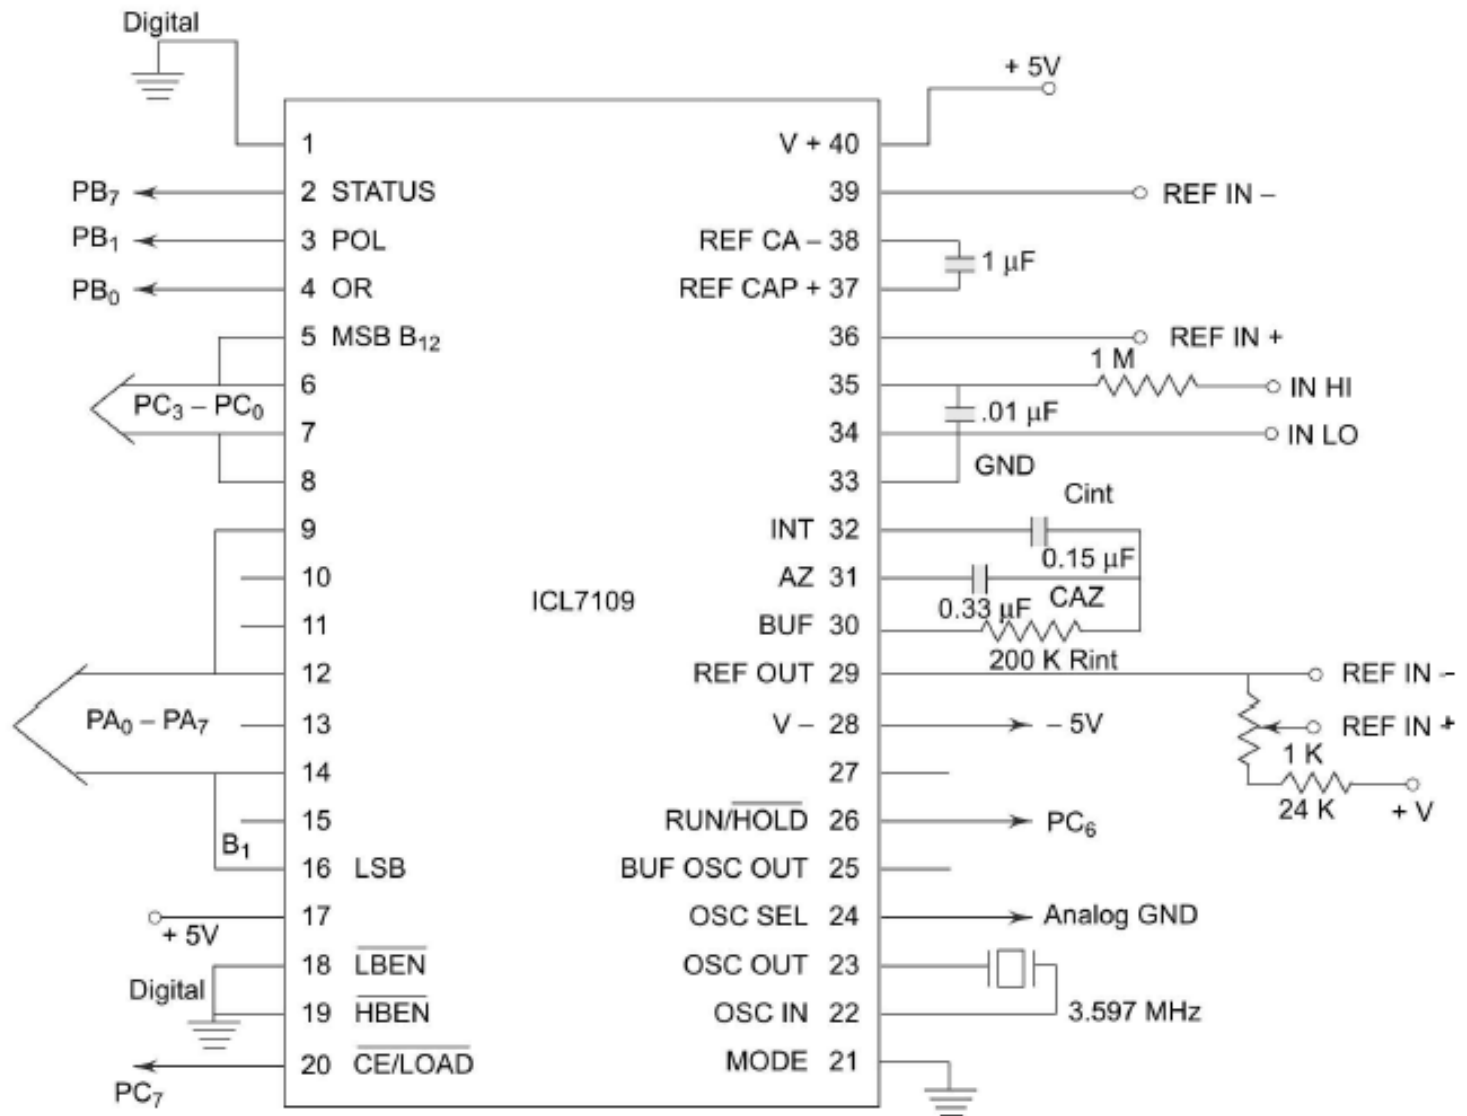 Digital
+ 5V
1
V + 40
PB₇
2 STATUS
39
REF IN –
PB₁
3 POL
REF CA – 38
1 µF
PB₀
4 OR
REF CAP + 37
5 MSB B₁₂
36
REF IN +
1 M
6
35
IN HI
PC₃ – PC₀
.01 µF
7
34
IN LO
8
33
GND
Cint
9
INT 32
0.15 µF
10
AZ 31
0.33 µF
CAZ
ICL7109
11
BUF 30
200 K Rint
12
REF OUT 29
REF IN -
PA₀ – PA₇
13
V – 28
– 5V
REF IN +
1 K
14
27
24 K
+ V
15
RUN/HOLD 26
PC₆
B₁
16 LSB
BUF OSC OUT 25
17
OSC SEL 24
Analog GND
+ 5V
18 LBEN
OSC OUT 23
Digital
19 HBEN
OSC IN 22
3.597 MHz
20 CE/LOAD
MODE 21
PC₇